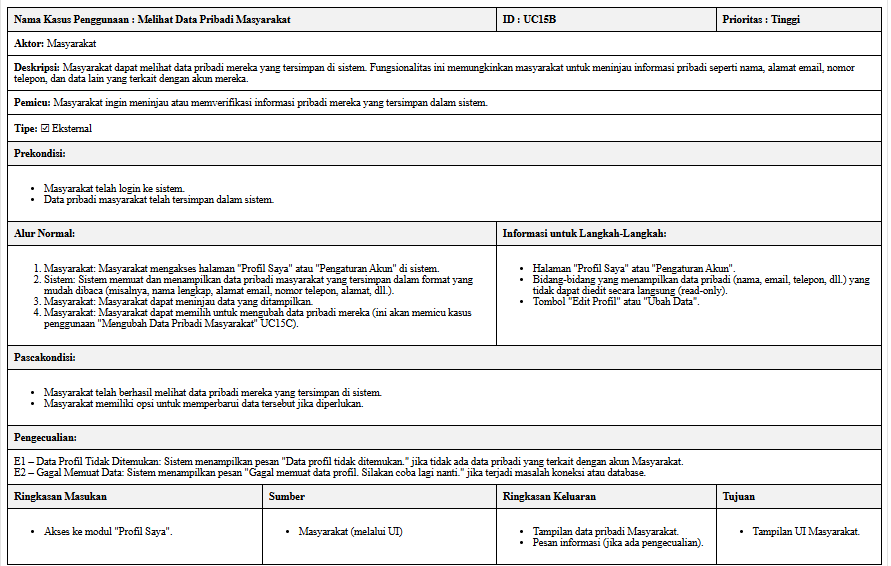 Nama Kasus Penggunaan : Melihat Data Pribadi Masyarakat
ID : UC15B
Prioritas : Tinggi
Aktor: Masyarakat
Deskripsi: Masyarakat dapat melihat data pribadi mereka yang tersimpan di sistem. Fungsionalitas ini memungkinkan masyarakat untuk meninjau informasi pribadi seperti nama, alamat email, nomor
telepon, dan data lain yang terkait dengan akun mereka.
Pemicu: Masyarakat ingin meninjau atau memverifikasi informasi pribadi mereka yang tersimpan dalam sistem.
Tipe: ☑ Eksternal
Prekondisi:
• Masyarakat telah login ke sistem.
• Data pribadi masyarakat telah tersimpan dalam sistem.
Alur Normal:
1. Masyarakat: Masyarakat mengakses halaman "Profil Saya" atau "Pengaturan Akun" di sistem.
2. Sistem: Sistem memuat dan menampilkan data pribadi masyarakat yang tersimpan dalam format yang
mudah dibaca (misalnya, nama lengkap, alamat email, nomor telepon, alamat, dll.).
3. Masyarakat: Masyarakat dapat meninjau data yang ditampilkan.
4. Masyarakat: Masyarakat dapat memilih untuk mengubah data pribadi mereka (ini akan memicu kasus
penggunaan "Mengubah Data Pribadi Masyarakat" UC15C).
Informasi untuk Langkah-Langkah:
• Halaman "Profil Saya" atau "Pengaturan Akun".
• Bidang-bidang yang menampilkan data pribadi (nama, email, telepon, dll.) yang
tidak dapat diedit secara langsung (read-only).
• Tombol "Edit Profil" atau "Ubah Data".
Pascakondisi:
• Masyarakat telah berhasil melihat data pribadi mereka yang tersimpan di sistem.
• Masyarakat memiliki opsi untuk memperbarui data tersebut jika diperlukan.
Pengecualian:
E1 – Data Profil Tidak Ditemukan: Sistem menampilkan pesan "Data profil tidak ditemukan." jika tidak ada data pribadi yang terkait dengan akun Masyarakat.
E2 – Gagal Memuat Data: Sistem menampilkan pesan "Gagal memuat data profil. Silakan coba lagi nanti." jika terjadi masalah koneksi atau database.
Ringkasan Masukan
Sumber
Ringkasan Keluaran
Tujuan
• Akses ke modul "Profil Saya".
• Masyarakat (melalui UI)
• Tampilan data pribadi Masyarakat.
• Pesan informasi (jika ada pengecualian).
• Tampilan UI Masyarakat.